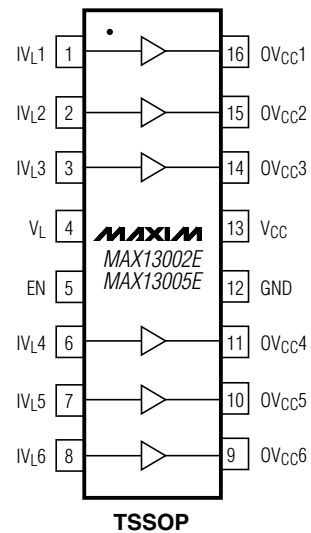 IVL1 1 16 OVCC1
IVL2 2 15 OVCC2
IVL3 3 14 OVCC3
VL 4 13 VCC
MAXIM
MAX13002E
MAX13005E
EN 5 12 GND
IVL4 6 11 OVCC4
IVL5 7 10 OVCC5
IVL6 8 9 OVCC6
TSSOP